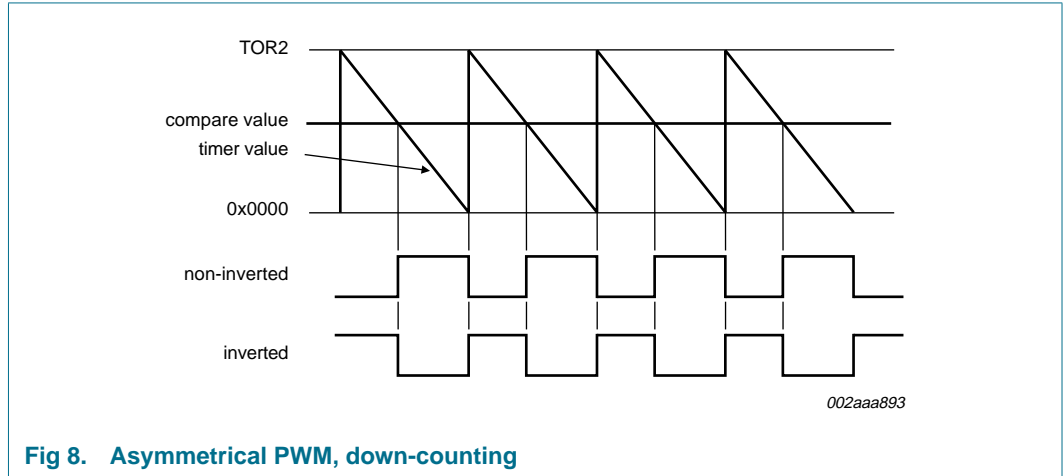 TOR2
compare value
timer value
0x0000
non-inverted
inverted
002aaa893
Fig 8. Asymmetrical PWM, down-counting